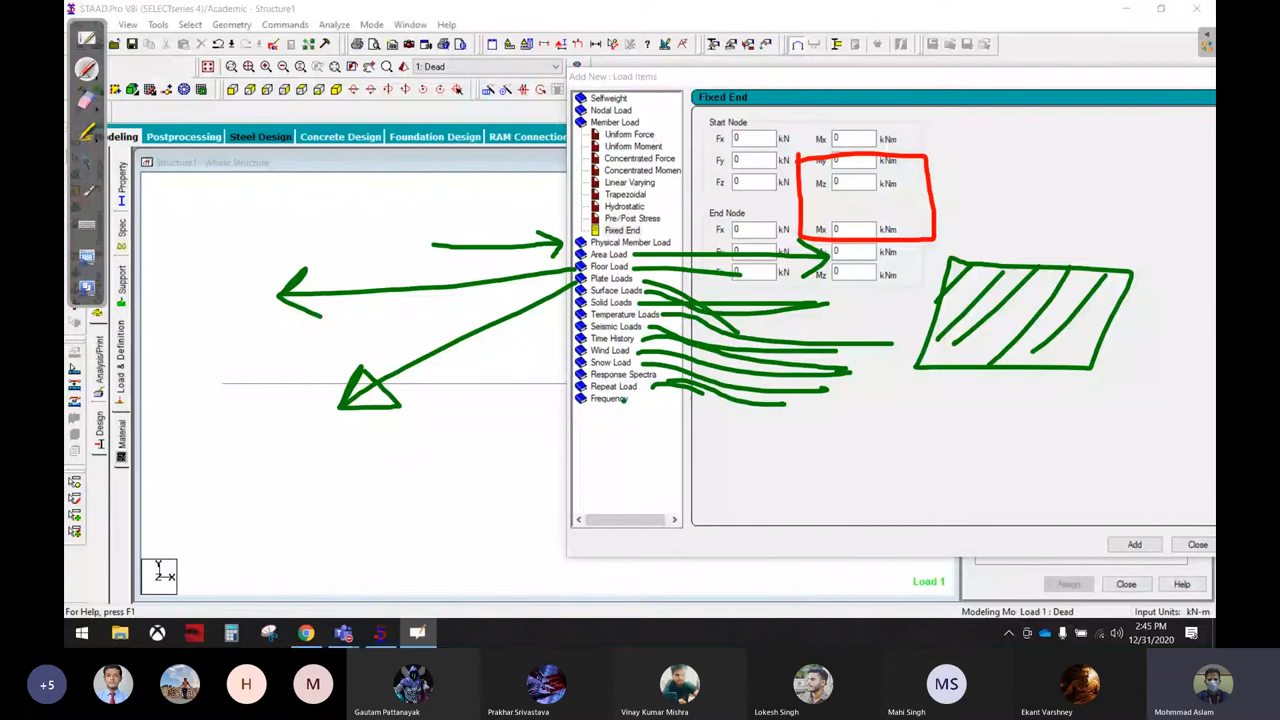 STAAD.Pro V8i (SELECTseries 4)/Academic - Structure1
View Tools Select Geometry Commands Analyze Mode Window Help
1: Dead
Add New : Load Items
Modeling Postprocessing Steel Design Concrete Design Foundation Design RAM Connection
Structure1 - Whole Structure
Property
Spec
Support
Load & Definition
Analysis/Print
Material
Design
Selfweight
Nodal Load
Member Load
Uniform Force
Uniform Moment
Concentrated Force
Concentrated Momen
Linear Varying
Trapezoidal
Hydrostatic
Pre/Post Stress
Fixed End
Physical Member Load
Area Load
Floor Load
Plate Loads
Surface Loads
Solid Loads
Temperature Loads
Seismic Loads
Time History
Wind Load
Snow Load
Response Spectra
Repeat Load
Frequency
Fixed End
Start Node
Fx 0 kN Mx 0 kNm
Fy 0 kN My 0 kNm
Fz 0 kN Mz 0 kNm
End Node
Fx 0 kN Mx 0 kNm
0 kN 0 kNm
0 kN Mz 0 kNm
Add Close
Assign Close Help
Y
Z X
Load 1
For Help, press F1
Modeling Mo Load 1 : Dead Input Units: kN-m
2:45 PM
12/31/2020
+5 H M MS
Gautam Pattanayak Prakhar Srivastava Vinay Kumar Mishra Lokesh Singh Mahi Singh Ekant Varshney Mohmmad Aslam